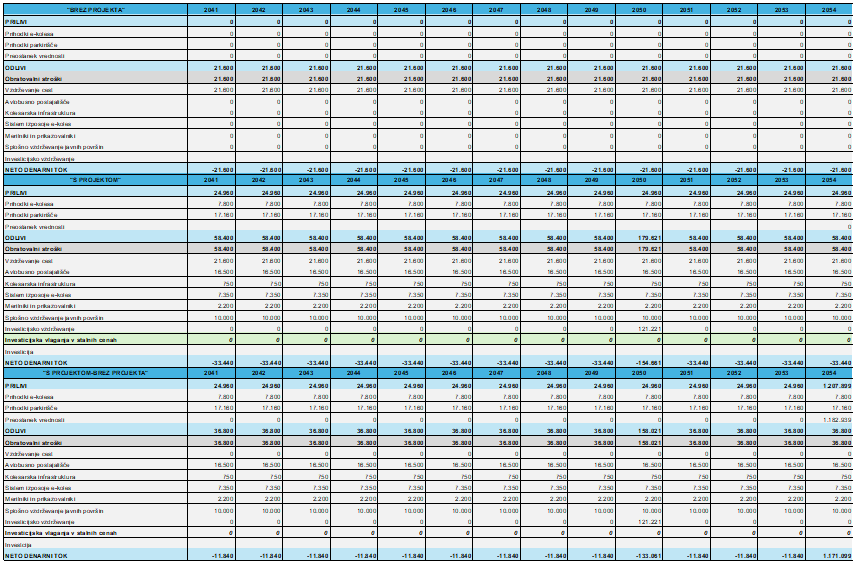 "BREZ PROJEKTA" 2041 2042 2043 2044 2045 2046 2047 2048 2049 2050 2051 2052 2053 2054
PRILIVI 0 0 0 0 0 0 0 0 0 0 0 0 0 0
Prihodki e-kolesa 0 0 0 0 0 0 0 0 0 0 0 0 0 0
Prihodki parkirišče 0 0 0 0 0 0 0 0 0 0 0 0 0 0
Preostanek vrednosti 0 0 0 0 0 0 0 0 0 0 0 0 0 0
ODLIVI 21.600 21.600 21.600 21.600 21.600 21.600 21.600 21.600 21.600 21.600 21.600 21.600 21.600 21.600
Obratovalni stroški 21.600 21.600 21.600 21.600 21.600 21.600 21.600 21.600 21.600 21.600 21.600 21.600 21.600 21.600
Vzdrževanje cest 21.600 21.600 21.600 21.600 21.600 21.600 21.600 21.600 21.600 21.600 21.600 21.600 21.600 21.600
Avtobusno postajališče 0 0 0 0 0 0 0 0 0 0 0 0 0 0
Kolesarska infrastruktura 0 0 0 0 0 0 0 0 0 0 0 0 0 0
Sistem izposoje e-koles 0 0 0 0 0 0 0 0 0 0 0 0 0 0
Merilniki in prikazovalniki 0 0 0 0 0 0 0 0 0 0 0 0 0 0
Splošno vzdrževanje javnih površin 0 0 0 0 0 0 0 0 0 0 0 0 0 0
Investicijsko vzdrževanje
NETO DENARNI TOK -21.600 -21.600 -21.600 -21.600 -21.600 -21.600 -21.600 -21.600 -21.600 -21.600 -21.600 -21.600 -21.600 -21.600
"S PROJEKTOM" 2041 2042 2043 2044 2045 2046 2047 2048 2049 2050 2051 2052 2053 2054
PRILIVI 24.960 24.960 24.960 24.960 24.960 24.960 24.960 24.960 24.960 24.960 24.960 24.960 24.960 24.960
Prihodki e-kolesa 7.800 7.800 7.800 7.800 7.800 7.800 7.800 7.800 7.800 7.800 7.800 7.800 7.800 7.800
Prihodki parkirišče 17.160 17.160 17.160 17.160 17.160 17.160 17.160 17.160 17.160 17.160 17.160 17.160 17.160 17.160
Preostanek vrednosti 0
ODLIVI 58.400 58.400 58.400 58.400 58.400 58.400 58.400 58.400 58.400 179.621 58.400 58.400 58.400 58.400
Obratovalni stroški 58.400 58.400 58.400 58.400 58.400 58.400 58.400 58.400 58.400 179.621 58.400 58.400 58.400 58.400
Vzdrževanje cest 21.600 21.600 21.600 21.600 21.600 21.600 21.600 21.600 21.600 21.600 21.600 21.600 21.600 21.600
Avtobusno postajališče 16.500 16.500 16.500 16.500 16.500 16.500 16.500 16.500 16.500 16.500 16.500 16.500 16.500 16.500
Kolesarska infrastruktura 750 750 750 750 750 750 750 750 750 750 750 750 750 750
Sistem izposoje e-koles 7.350 7.350 7.350 7.350 7.350 7.350 7.350 7.350 7.350 7.350 7.350 7.350 7.350 7.350
Merilniki in prikazovalniki 2.200 2.200 2.200 2.200 2.200 2.200 2.200 2.200 2.200 2.200 2.200 2.200 2.200 2.200
Splošno vzdrževanje javnih površin 10.000 10.000 10.000 10.000 10.000 10.000 10.000 10.000 10.000 10.000 10.000 10.000 10.000 10.000
Investicijsko vzdrževanje 0 0 0 0 0 0 0 0 0 121.221 0 0 0 0
Investicijska vlaganja v stalnih cenah 0 0 0 0 0 0 0 0 0 0 0 0 0 0
Investicija
NETO DENARNI TOK -33.440 -33.440 -33.440 -33.440 -33.440 -33.440 -33.440 -33.440 -33.440 -154.661 -33.440 -33.440 -33.440 -33.440
"S PROJEKTOM-BREZ PROJEKTA" 2041 2042 2043 2044 2045 2046 2047 2048 2049 2050 2051 2052 2053 2054
PRILIVI 24.960 24.960 24.960 24.960 24.960 24.960 24.960 24.960 24.960 24.960 24.960 24.960 24.960 1.207.899
Prihodki e-kolesa 7.800 7.800 7.800 7.800 7.800 7.800 7.800 7.800 7.800 7.800 7.800 7.800 7.800 7.800
Prihodki parkirišče 17.160 17.160 17.160 17.160 17.160 17.160 17.160 17.160 17.160 17.160 17.160 17.160 17.160 17.160
Preostanek vrednosti 0 0 0 0 0 0 0 0 0 0 0 0 0 1.182.939
ODLIVI 36.800 36.800 36.800 36.800 36.800 36.800 36.800 36.800 36.800 158.021 36.800 36.800 36.800 36.800
Obratovalni stroški 36.800 36.800 36.800 36.800 36.800 36.800 36.800 36.800 36.800 158.021 36.800 36.800 36.800 36.800
Vzdrževanje cest 0 0 0 0 0 0 0 0 0 0 0 0 0 0
Avtobusno postajališče 16.500 16.500 16.500 16.500 16.500 16.500 16.500 16.500 16.500 16.500 16.500 16.500 16.500 16.500
Kolesarska infrastruktura 750 750 750 750 750 750 750 750 750 750 750 750 750 750
Sistem izposoje e-koles 7.350 7.350 7.350 7.350 7.350 7.350 7.350 7.350 7.350 7.350 7.350 7.350 7.350 7.350
Merilniki in prikazovalniki 2.200 2.200 2.200 2.200 2.200 2.200 2.200 2.200 2.200 2.200 2.200 2.200 2.200 2.200
Splošno vzdrževanje javnih površin 10.000 10.000 10.000 10.000 10.000 10.000 10.000 10.000 10.000 10.000 10.000 10.000 10.000 10.000
Investicijsko vzdrževanje 0 0 0 0 0 0 0 0 0 121.221 0 0 0 0
Investicijska vlaganja v stalnih cenah 0 0 0 0 0 0 0 0 0 0 0 0 0 0
Investicija
NETO DENARNI TOK -11.840 -11.840 -11.840 -11.840 -11.840 -11.840 -11.840 -11.840 -11.840 -133.061 -11.840 -11.840 -11.840 1.171.099